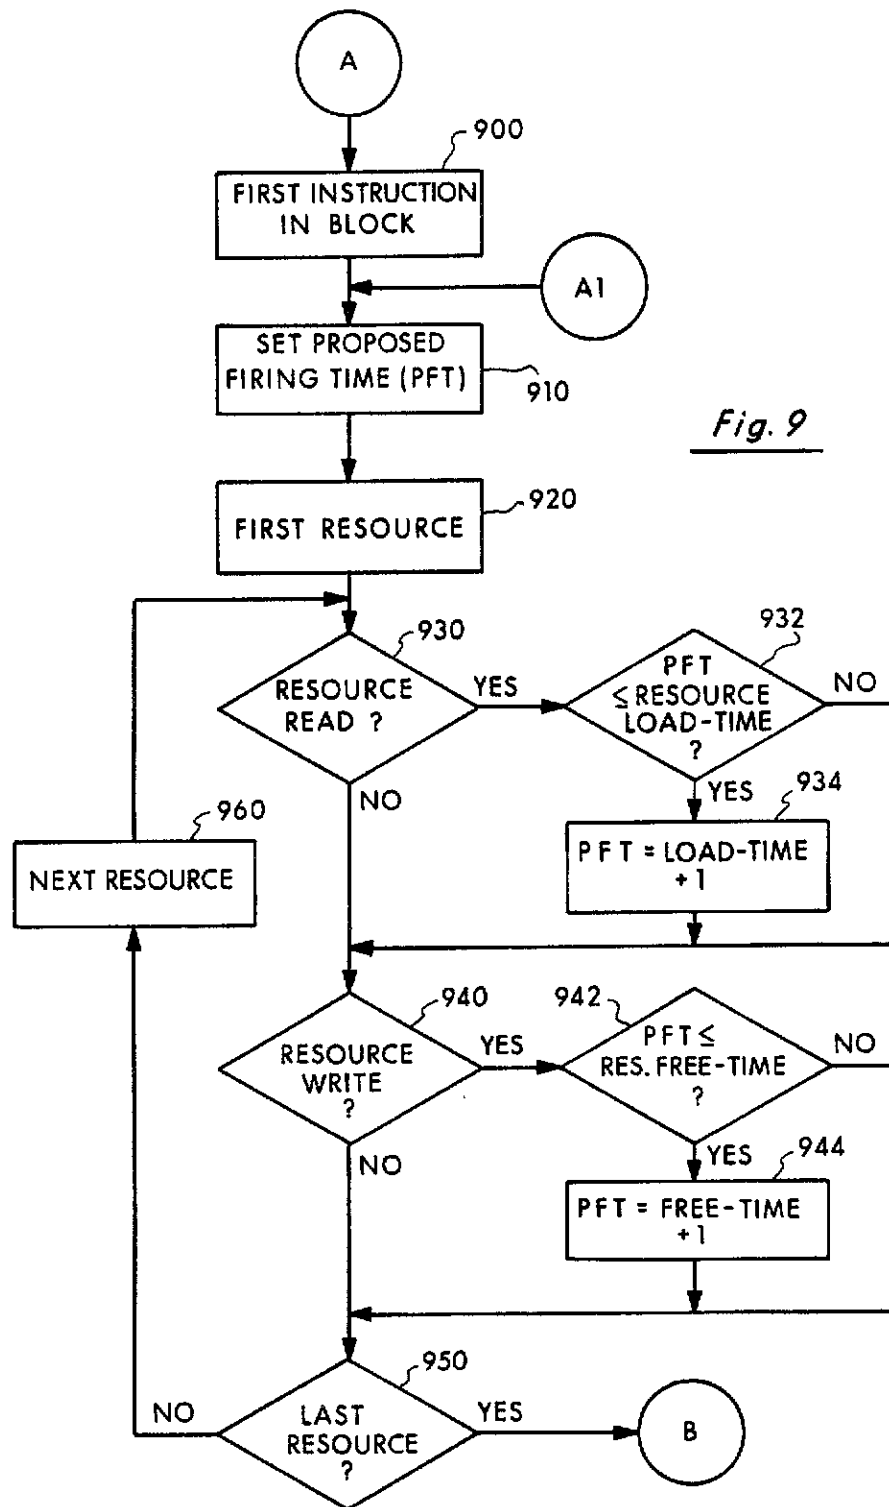 A
900
FIRST INSTRUCTION
IN BLOCK
A1
SET PROPOSED
FIRING TIME (PFT)
910
Fig. 9
920
FIRST RESOURCE
930
RESOURCE
READ ?
YES
932
PFT
≤ RESOURCE
LOAD-TIME
?
NO
NO
YES
934
PFT = LOAD-TIME
+1
960
NEXT RESOURCE
940
RESOURCE
WRITE
?
YES
942
PFT ≤
RES. FREE-TIME
?
NO
NO
YES
944
PFT = FREE-TIME
+1
950
NO
LAST
RESOURCE
?
YES
B